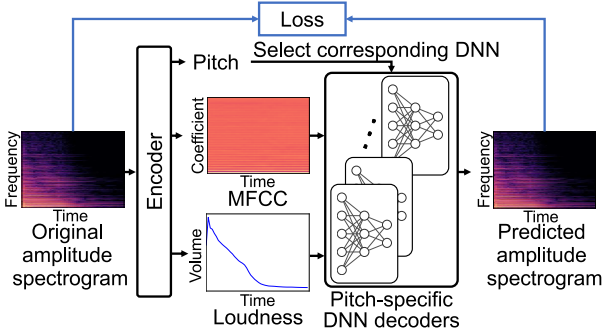 Loss
Pitch
Select corresponding DNN
Frequency
Time
Original
amplitude
spectrogram
Encoder
Coefficient
Time
MFCC
Volume
Time
Loudness
Pitch-specific
DNN decoders
Frequency
Time
Predicted
amplitude
spectrogram